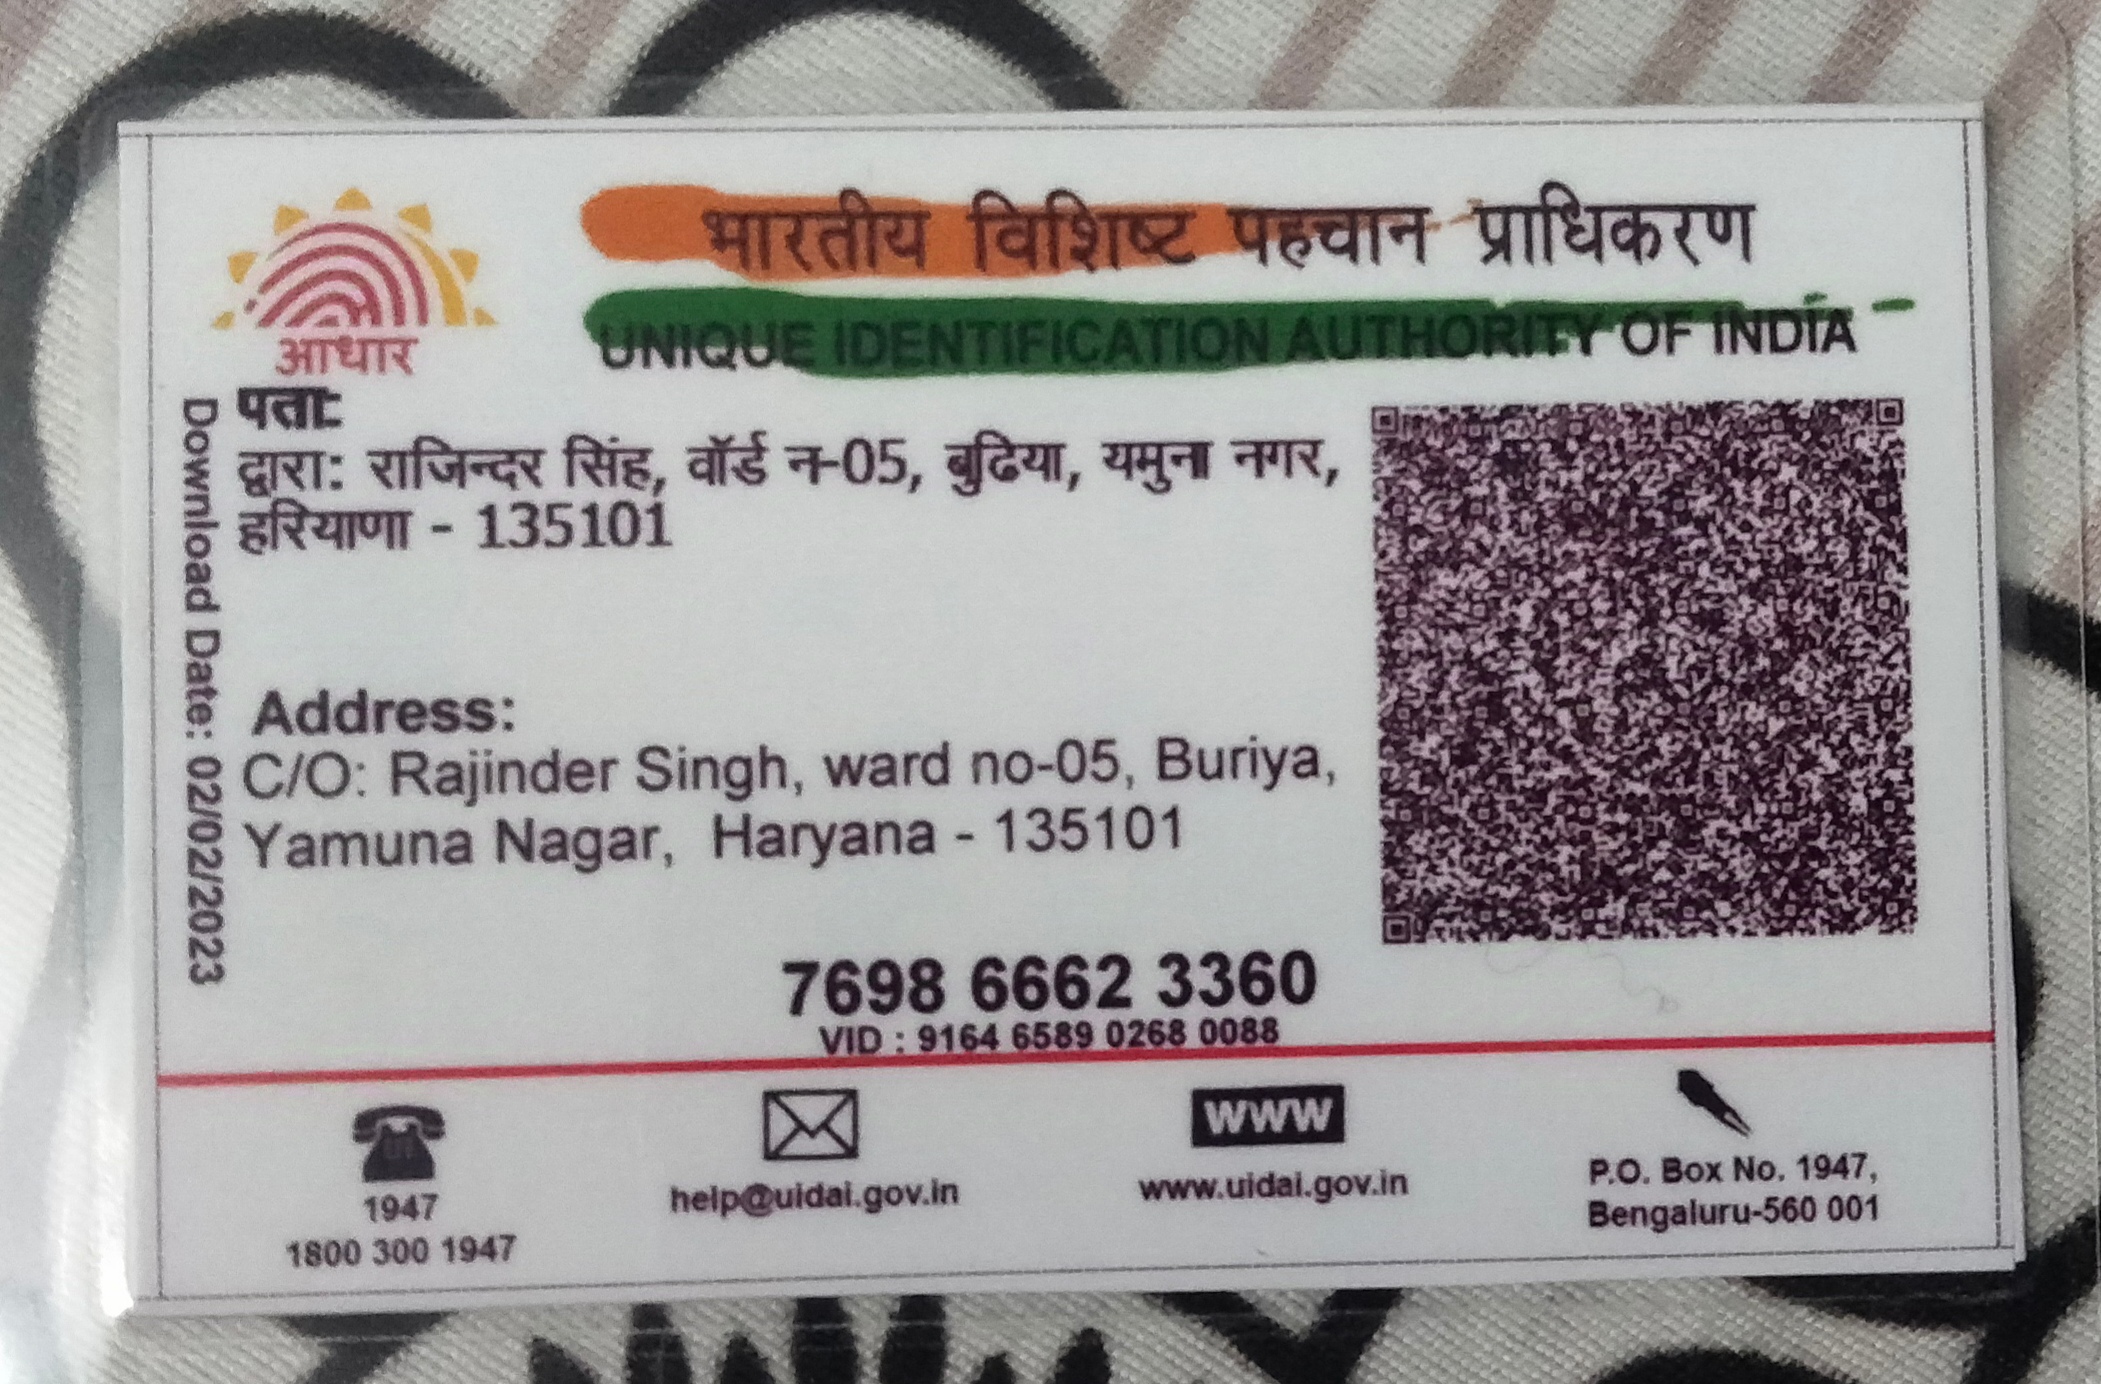 भारतीय विशिष्ट पहचान प्राधिकरण
UNIQUE IDENTIFICATION AUTHORITY OF INDIA
आधार
Download Date: 02/02/2023
पता:
द्वारा: राजिन्दर सिंह, वॉर्ड न-05, बुढिया, यमुना नगर,
हरियाणा - 135101
Address:
C/O: Rajinder Singh, ward no-05, Buriya,
Yamuna Nagar, Haryana - 135101
7698 6662 3360
VID : 9164 6589 0268 0088
1947
1800 300 1947
help@uidai.gov.in
WWW
www.uidai.gov.in
P.O. Box No. 1947,
Bengaluru-560 001